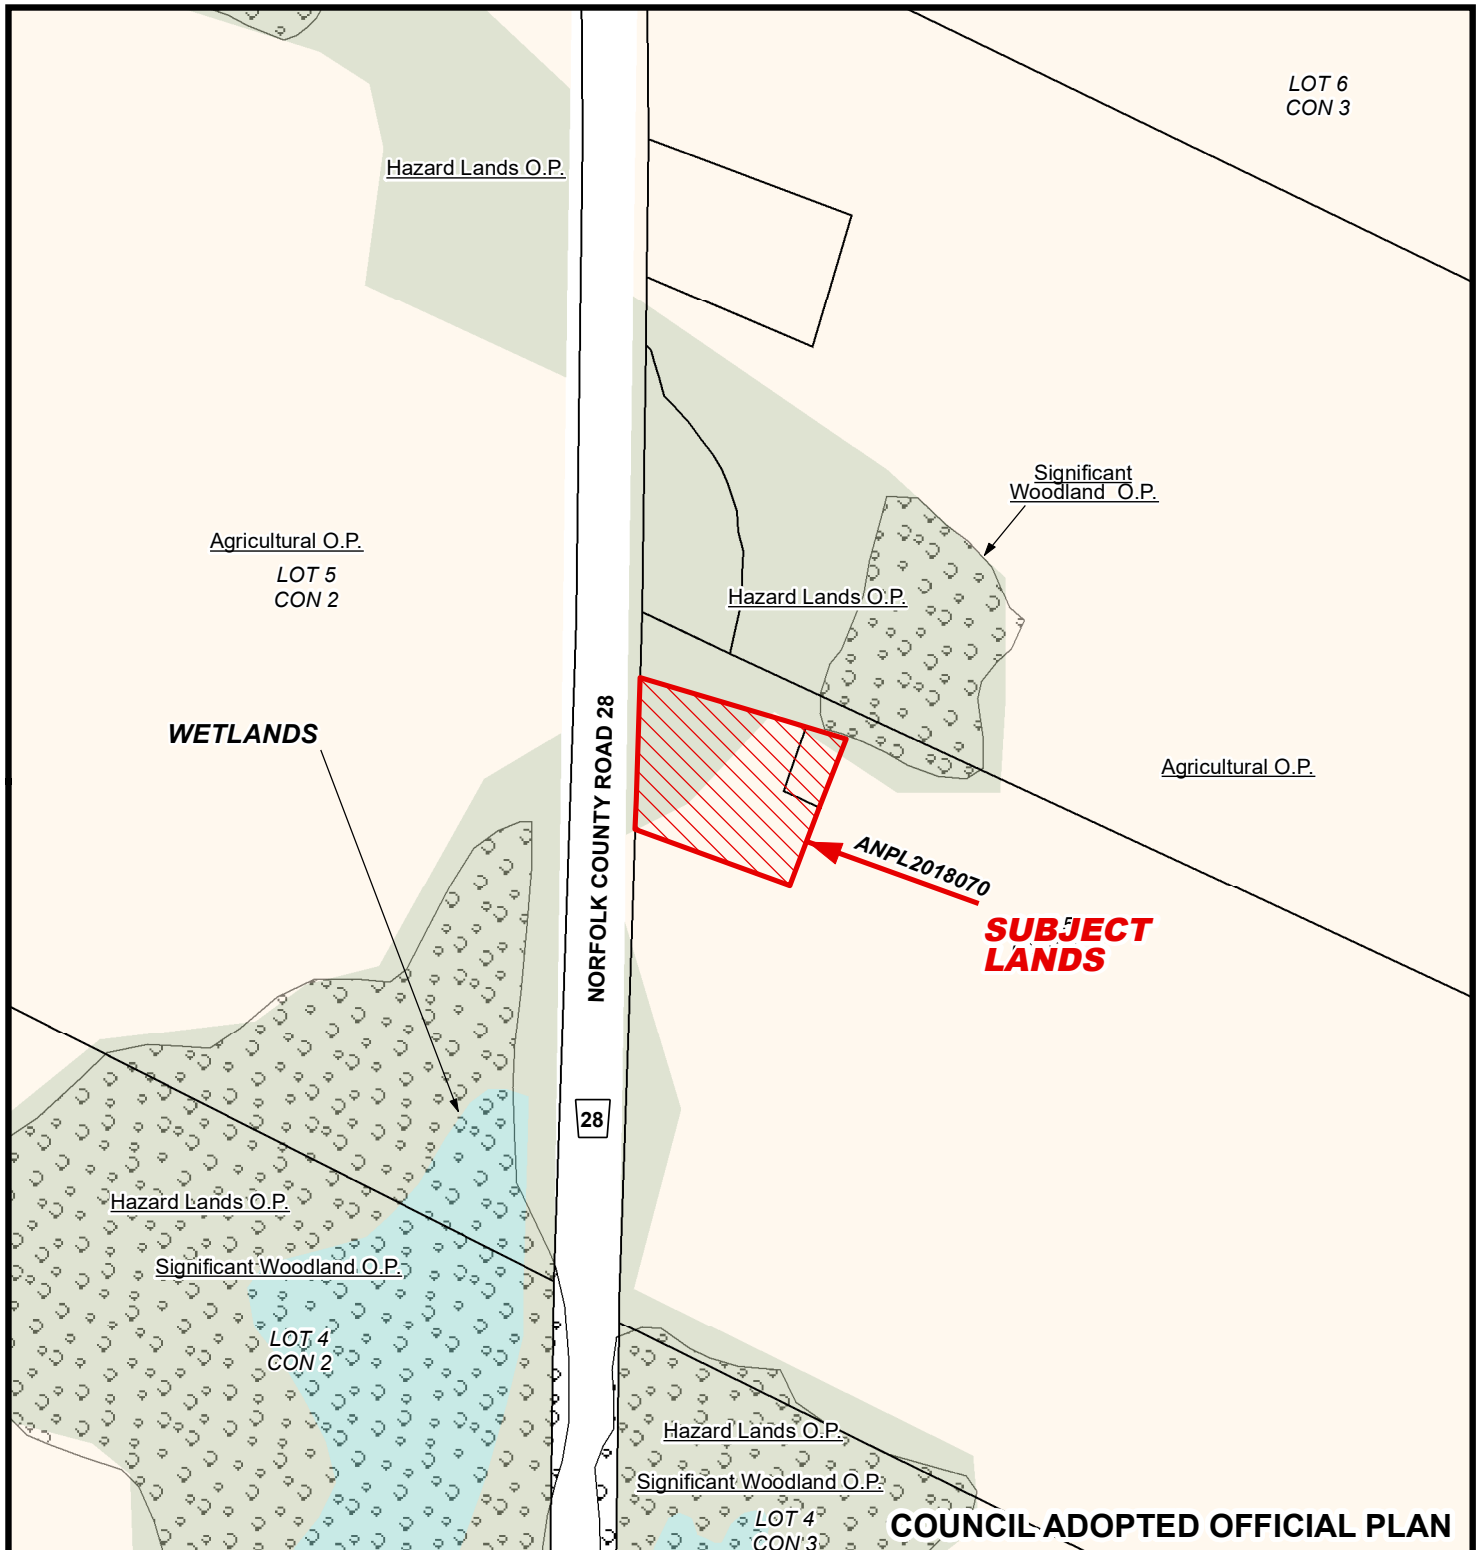 LOT 6
CON 3
Hazard Lands O.P.
Significant
Woodland O.P.
Agricultural O.P.
LOT 5
CON 2
Hazard Lands O.P.
WETLANDS
NORFOLK COUNTY ROAD 28
Agricultural O.P.
ANPL2018070
SUBJECT
LANDS
28
Hazard Lands O.P.
Significant Woodland O.P.
LOT 4
CON 2
Hazard Lands O.P.
Significant Woodland O.P.
LOT 4
CON 3
COUNCIL ADOPTED OFFICIAL PLAN